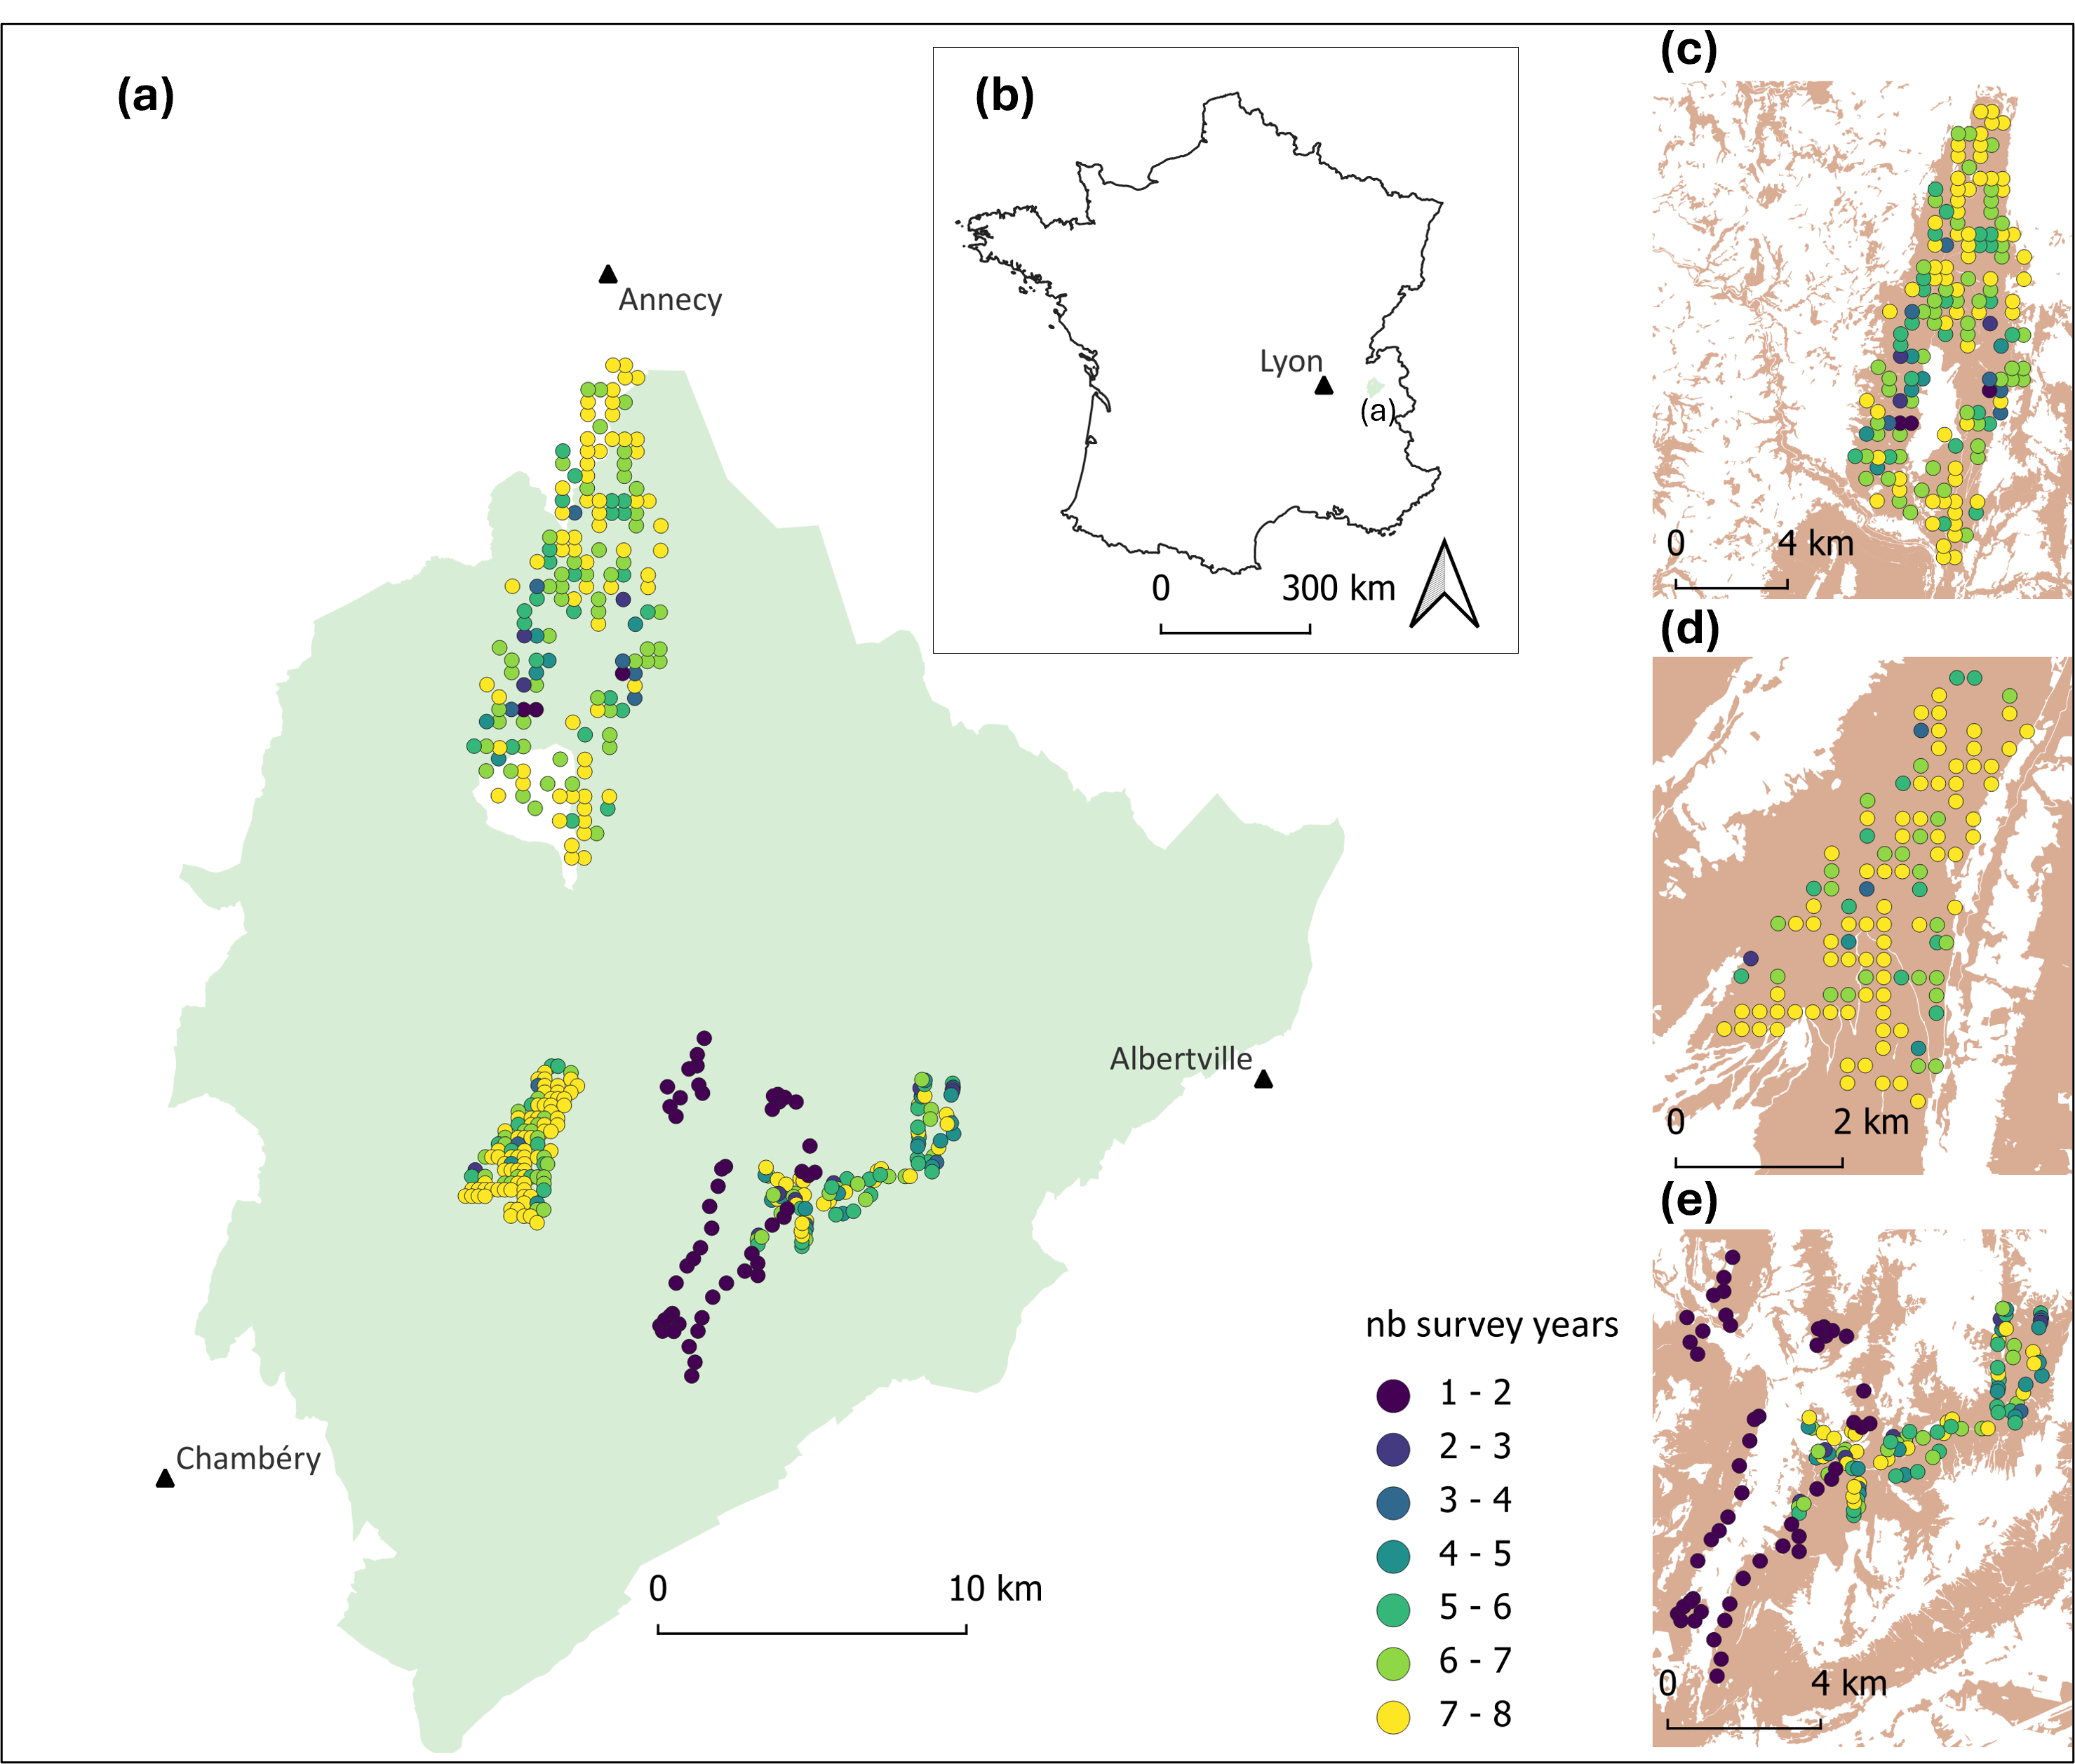 (a)
Annecy
Albertville
Chambéry
0 10 km
(b)
Lyon
(a)
0 300 km
nb survey years
1 - 2
2 - 3
3 - 4
4 - 5
5 - 6
6 - 7
7 - 8
(c)
0 4 km
(d)
0 2 km
(e)
0 4 km